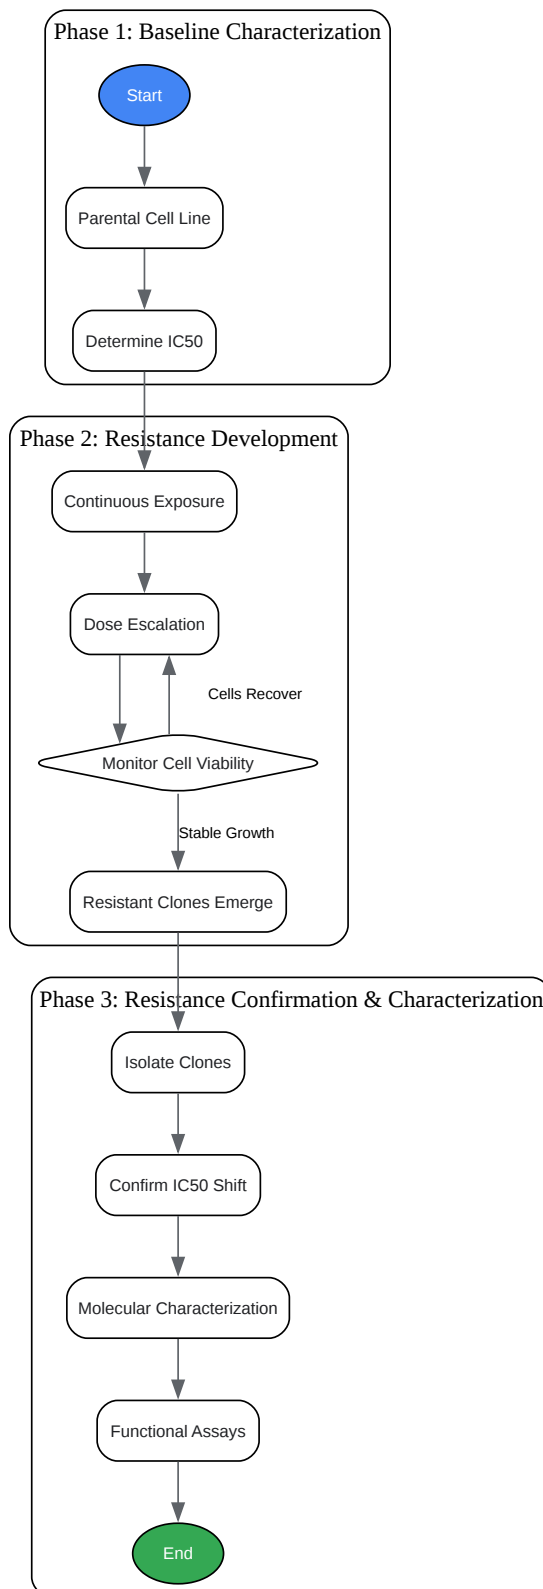 Phase 1: Baseline Characterization
Start
Parental Cell Line
Determine IC50
Phase 2: Resistance Development
Continuous Exposure
Dose Escalation
Cells Recover
Monitor Cell Viability
Stable Growth
Resistant Clones Emerge
Phase 3: Resistance Confirmation & Characterization
Isolate Clones
Confirm IC50 Shift
Molecular Characterization
Functional Assays
End